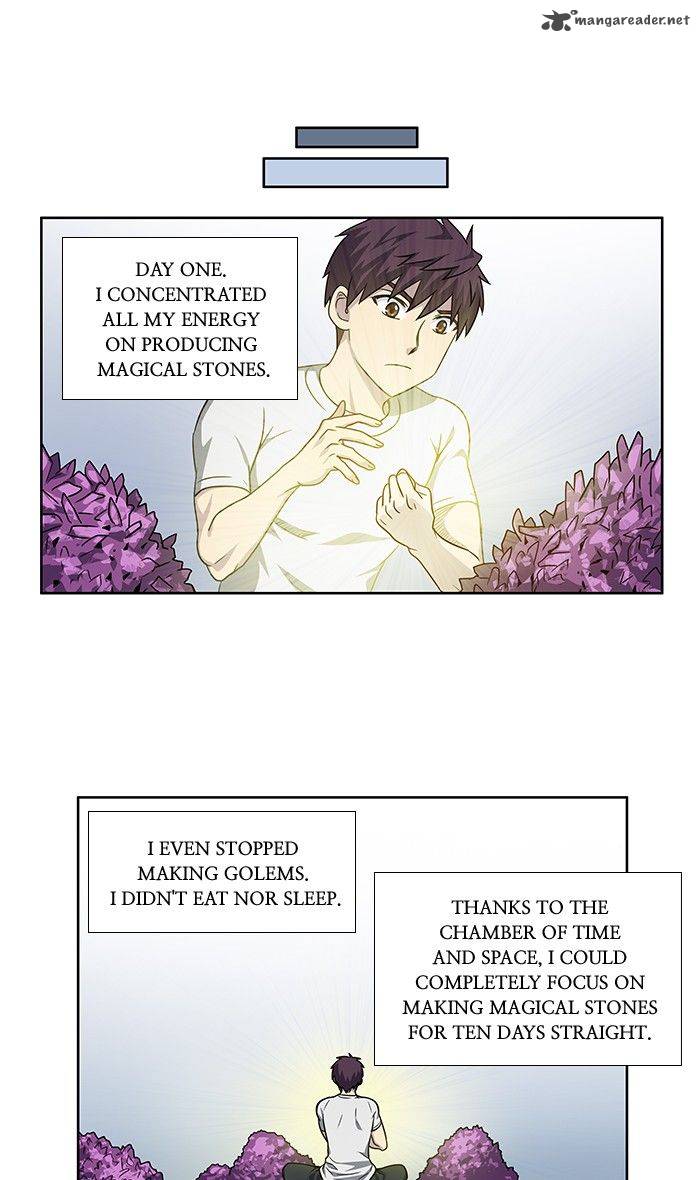 mangareader.net
DAY ONE.
I CONCENTRATED
ALL MY ENERGY
ON PRODUCING
MAGICAL STONES.
I EVEN STOPPED
MAKING GOLEMS.
I DIDN'T EAT NOR SLEEP.
THANKS TO THE
CHAMBER OF TIME
AND SPACE, I COULD
COMPLETELY FOCUS ON
MAKING MAGICAL STONES
FOR TEN DAYS STRAIGHT.